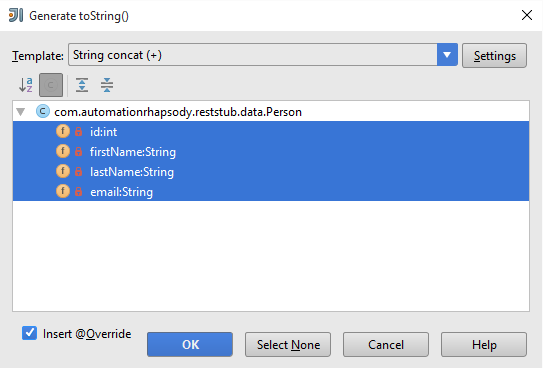 Generate toString()
Template: String concat (+) Settings
com.automationrhapsody.reststub.data.Person
id:int
firstName:String
lastName:String
email:String
Insert @Override
OK Select None Cancel Help